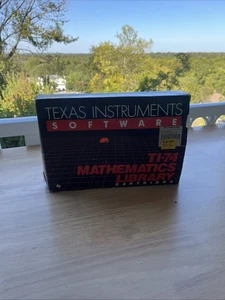 TEXAS INSTRUMENTS
SOFTWARE
TI-74
MATHEMATICS
LIBRARY